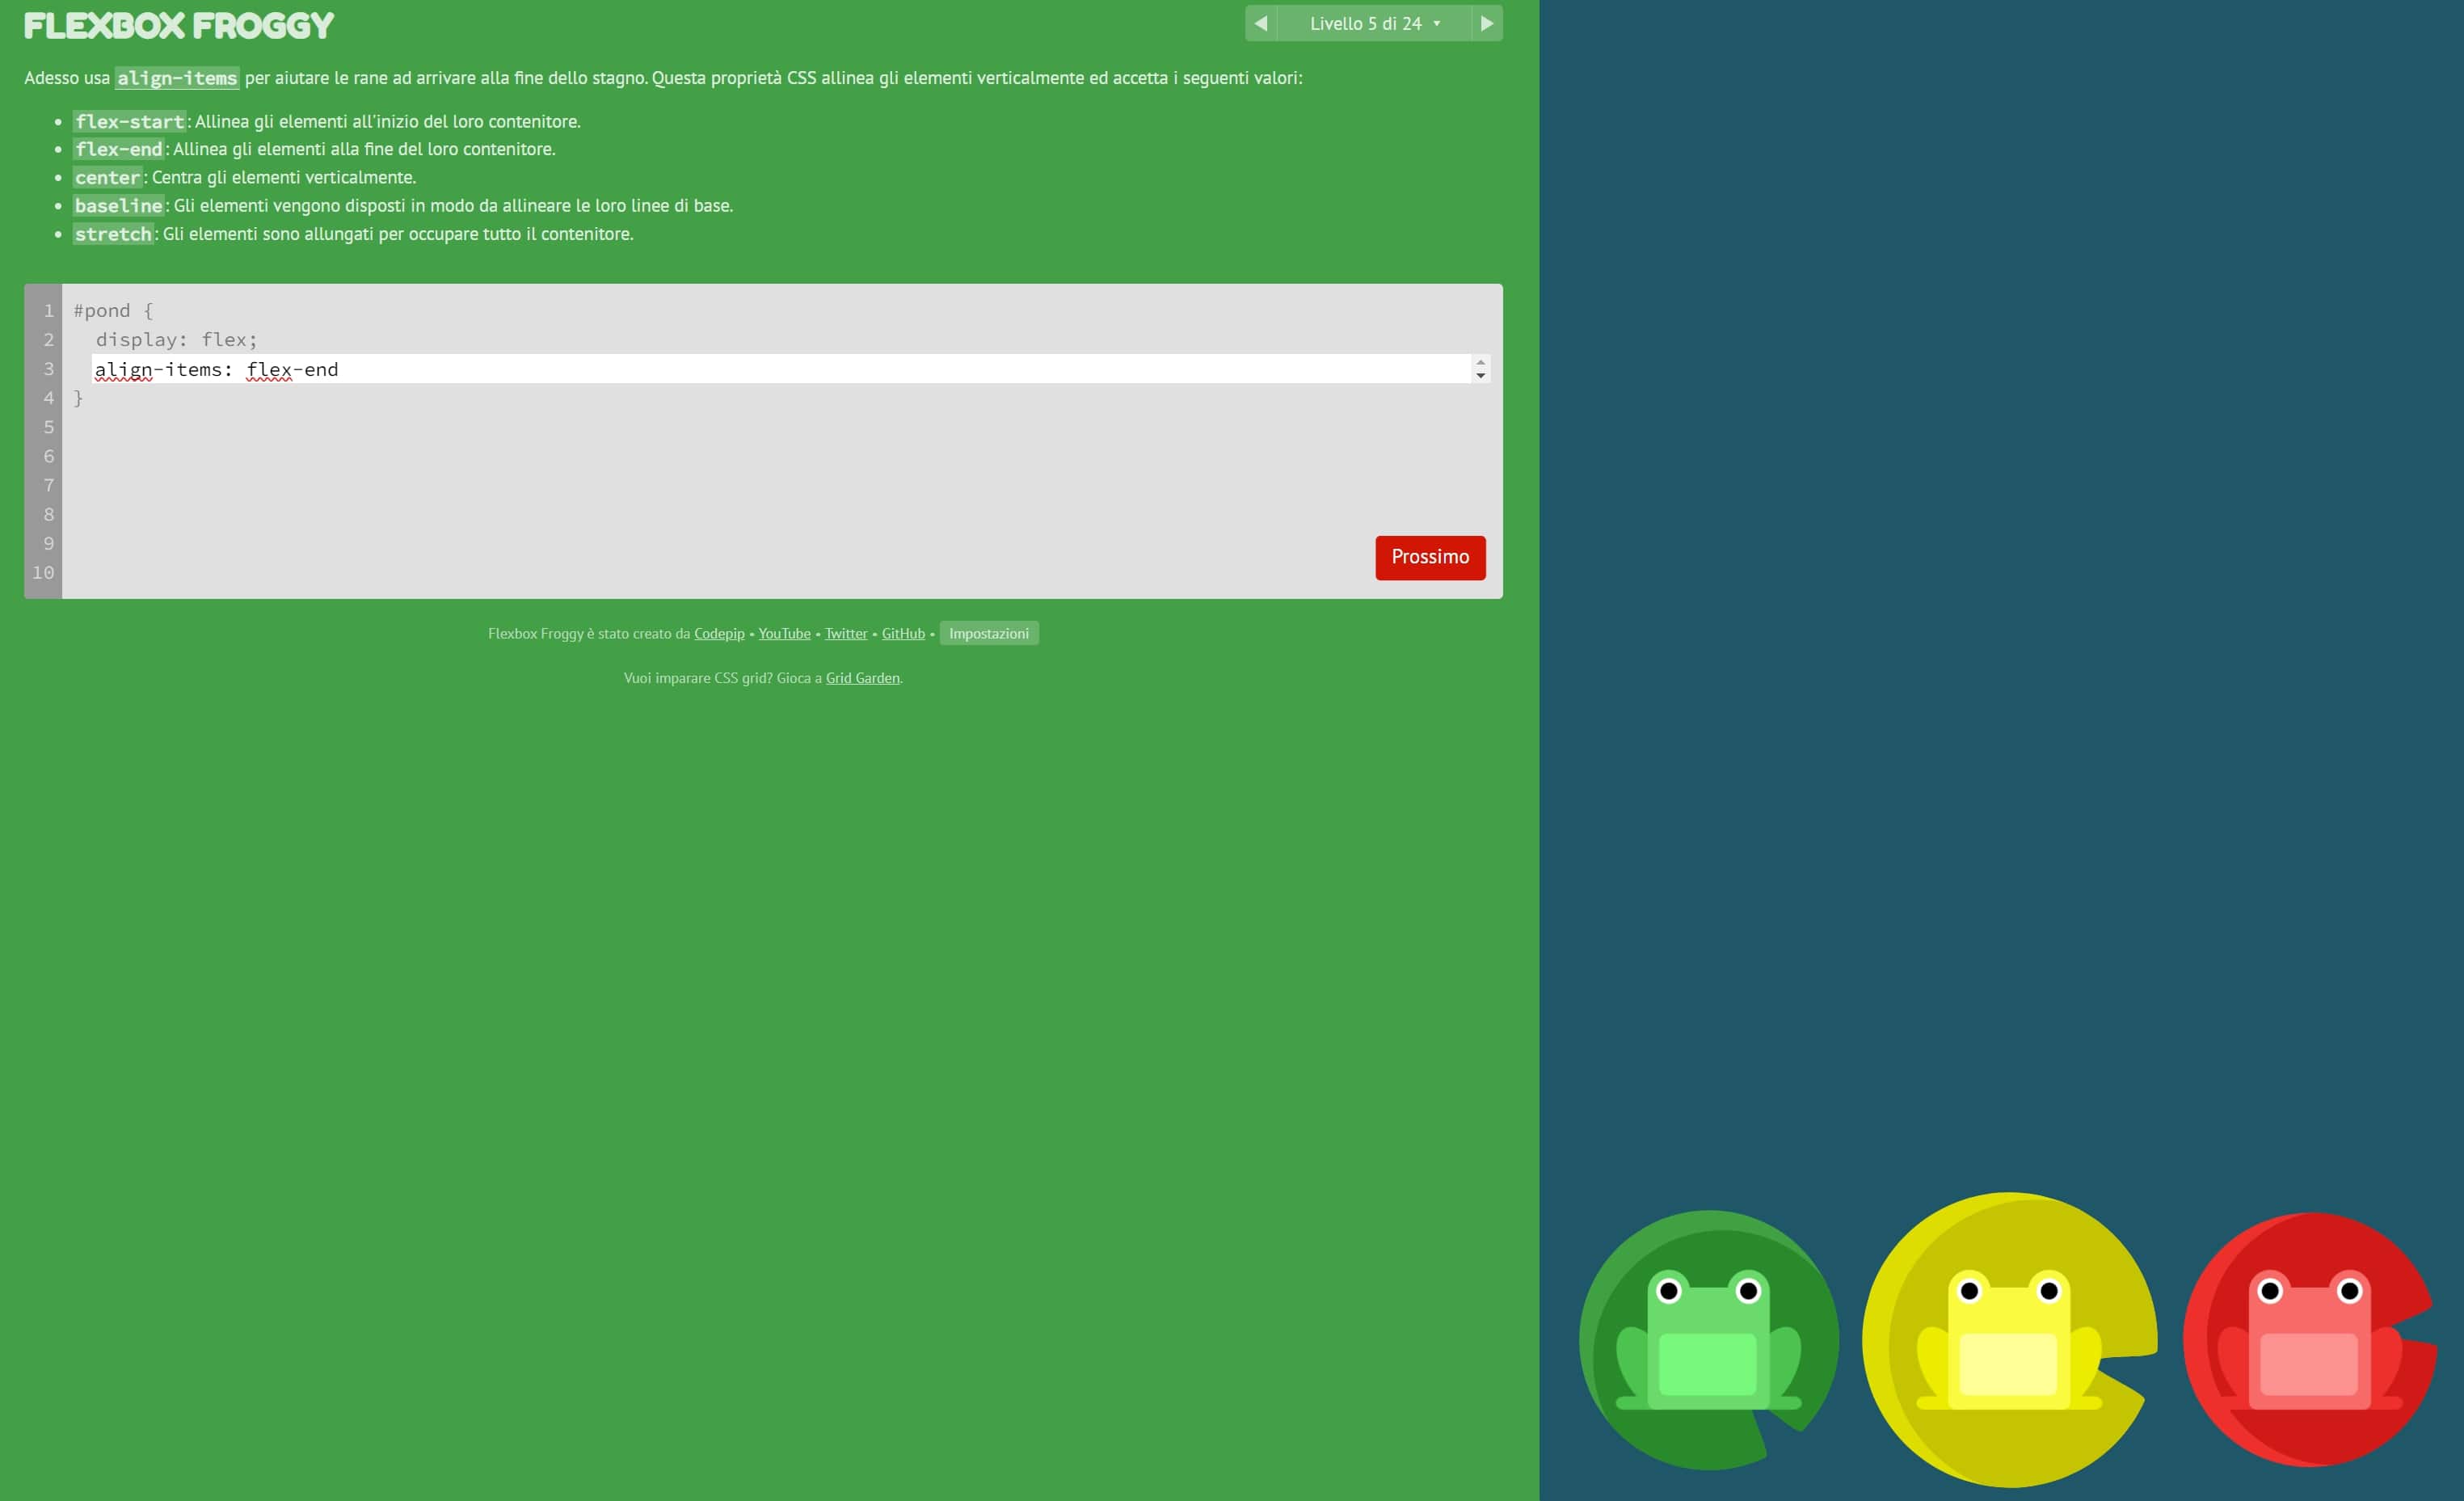 FLEXBOX FROGGY
Livello 5 di 24
Adesso usa align-items per aiutare le rane ad arrivare alla fine dello stagno. Questa proprietà CSS allinea gli elementi verticalmente ed accetta i seguenti valori:
• flex-start: Allinea gli elementi all'inizio del loro contenitore.
• flex-end: Allinea gli elementi alla fine del loro contenitore.
• center: Centra gli elementi verticalmente.
• baseline: Gli elementi vengono disposti in modo da allineare le loro linee di base.
• stretch: Gli elementi sono allungati per occupare tutto il contenitore.
1 #pond {
2 display: flex;
3 align-items: flex-end
4 }
5
6
7
8
9
10
Prossimo
Flexbox Froggy è stato creato da Codepip • YouTube • Twitter • GitHub • Impostazioni
Vuoi imparare CSS grid? Gioca a Grid Garden.